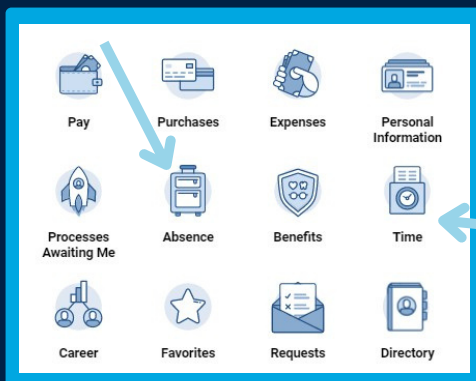 Pay
Purchases
Expenses
Personal
Information
Processes
Awaiting Me
Absence
Benefits
Time
Career
Favorites
Requests
Directory